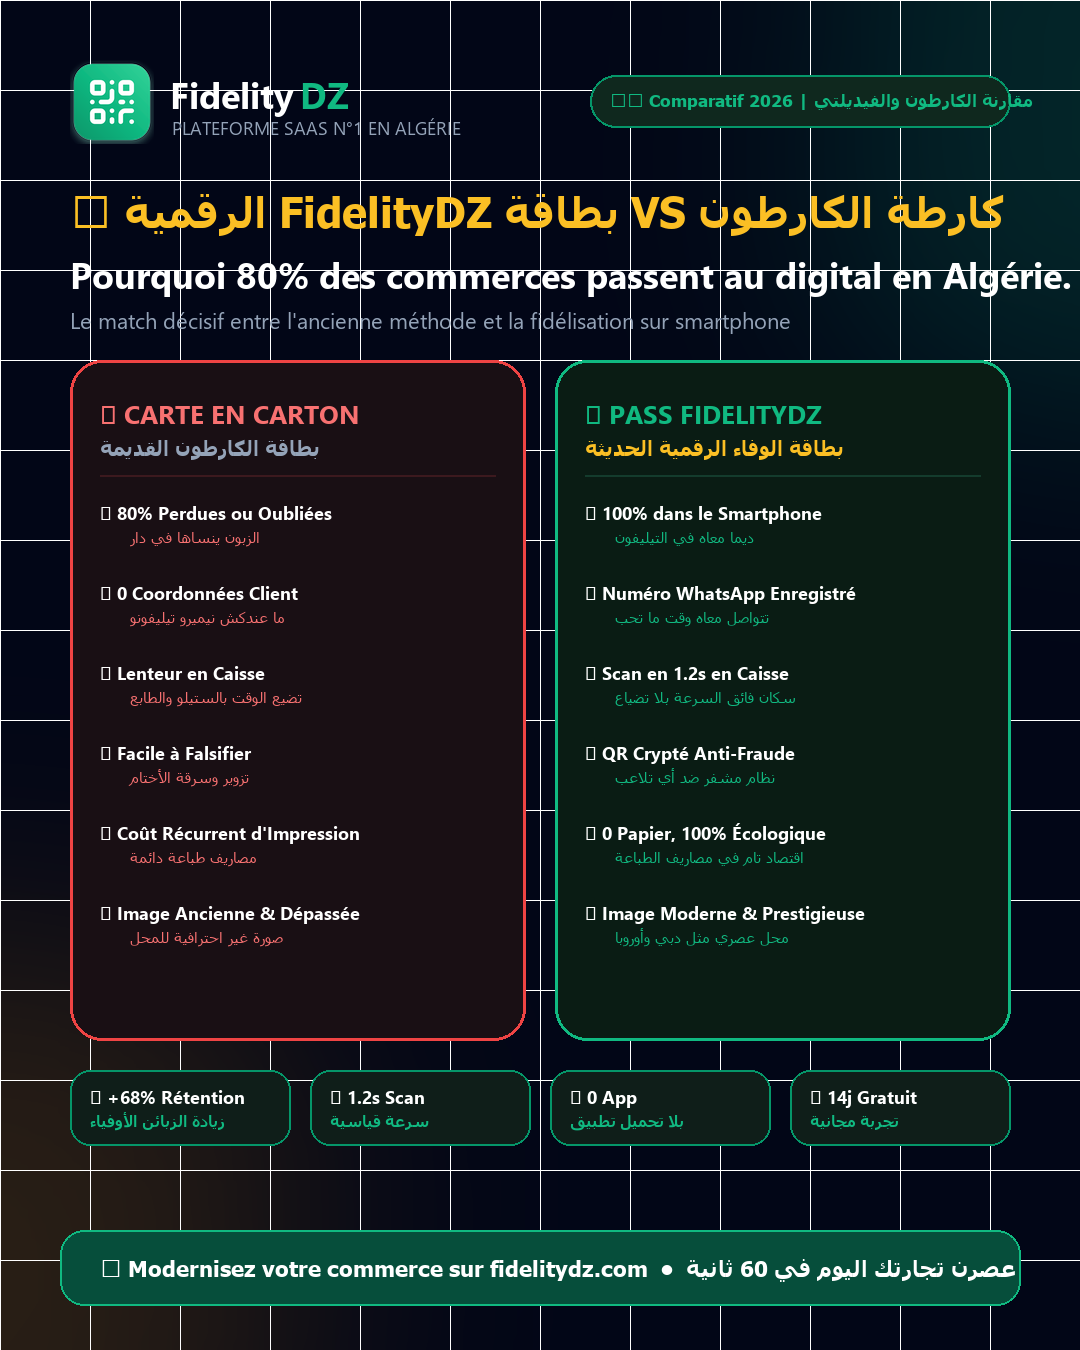 Fidelity DZ
PLATEFORME SAAS N°1 EN ALGÉRIE
Comparatif 2026 | مقارنة الكارطون والفيديلتي
كارطة الكارطون VS بطاقة FidelityDZ الرقمية
Pourquoi 80% des commerces passent au digital en Algérie.
Le match décisif entre l'ancienne méthode et la fidélisation sur smartphone
CARTE EN CARTON
بطاقة الكارطون القديمة
80% Perdues ou Oubliées
الزبون ينساها في دار
0 Coordonnées Client
ما عندكش نيميرو تيليفونو
Lenteur en Caisse
تضيع الوقت بالستيلو والطابع
Facile à Falsifier
تزوير وسرقة الأختام
Coût Récurrent d'Impression
مصاريف طباعة دائمة
Image Ancienne & Dépassée
صورة غير احترافية للمحل
PASS FIDELITYDZ
بطاقة الوفاء الرقمية الحديثة
100% dans le Smartphone
ديما معاه في التيليفون
Numéro WhatsApp Enregistré
تتواصل معاه وقت ما تحب
Scan en 1.2s en Caisse
سكان فائق السرعة بلا تضياع
QR Crypté Anti-Fraude
نظام مشفر ضد أي تلاعب
0 Papier, 100% Écologique
اقتصاد تام في مصاريف الطباعة
Image Moderne & Prestigieuse
محل عصري مثل دبي وأوروبا
+68% Rétention
زيادة الزبائن الأوفياء
1.2s Scan
سرعة قياسية
0 App
بلا تحميل تطبيق
14j Gratuit
تجربة مجانية
Modernisez votre commerce sur fidelitydz.com ● عصرن تجارتك اليوم في 60 ثانية